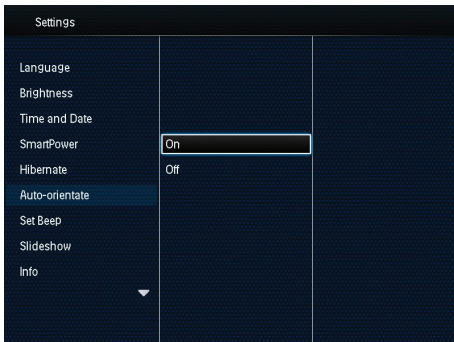 Settings
Language
Brightness
Time and Date
SmartPower
On
Hibernate
Off
Auto-orientate
Set Beep
Slideshow
Info